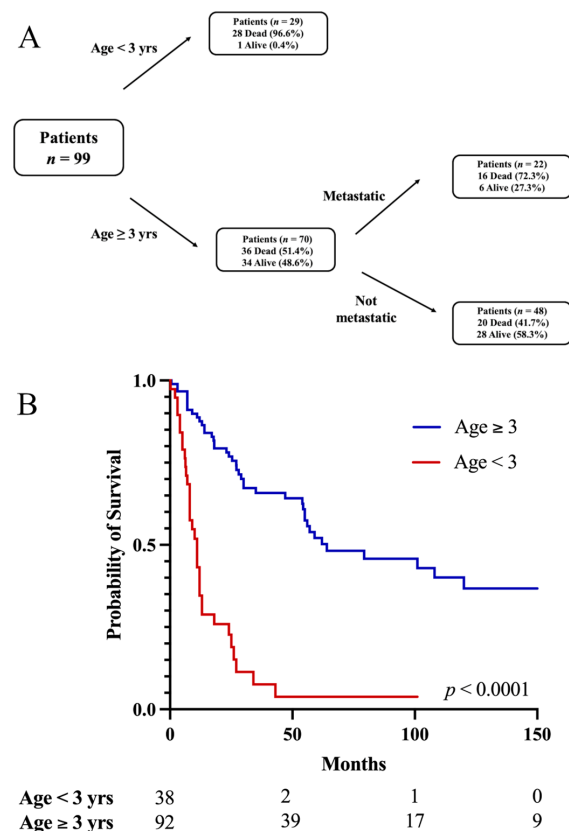 A
Age < 3 yrs
Patients (n = 29)
28 Dead (96.6%)
1 Alive (0.4%)
Patients
n = 99
Age ≥ 3 yrs
Patients (n = 70)
36 Dead (51.4%)
34 Alive (48.6%)
Metastatic
Patients (n = 22)
16 Dead (72.3%)
6 Alive (27.3%)
Not
metastatic
Patients (n = 48)
20 Dead (41.7%)
28 Alive (58.3%)
B
Probability of Survival
1.0
0.5
0.0
Age ≥ 3
Age < 3
p < 0.0001
0 50 100 150
Months
Age < 3 yrs 38 2 1 0
Age ≥ 3 yrs 92 39 17 9